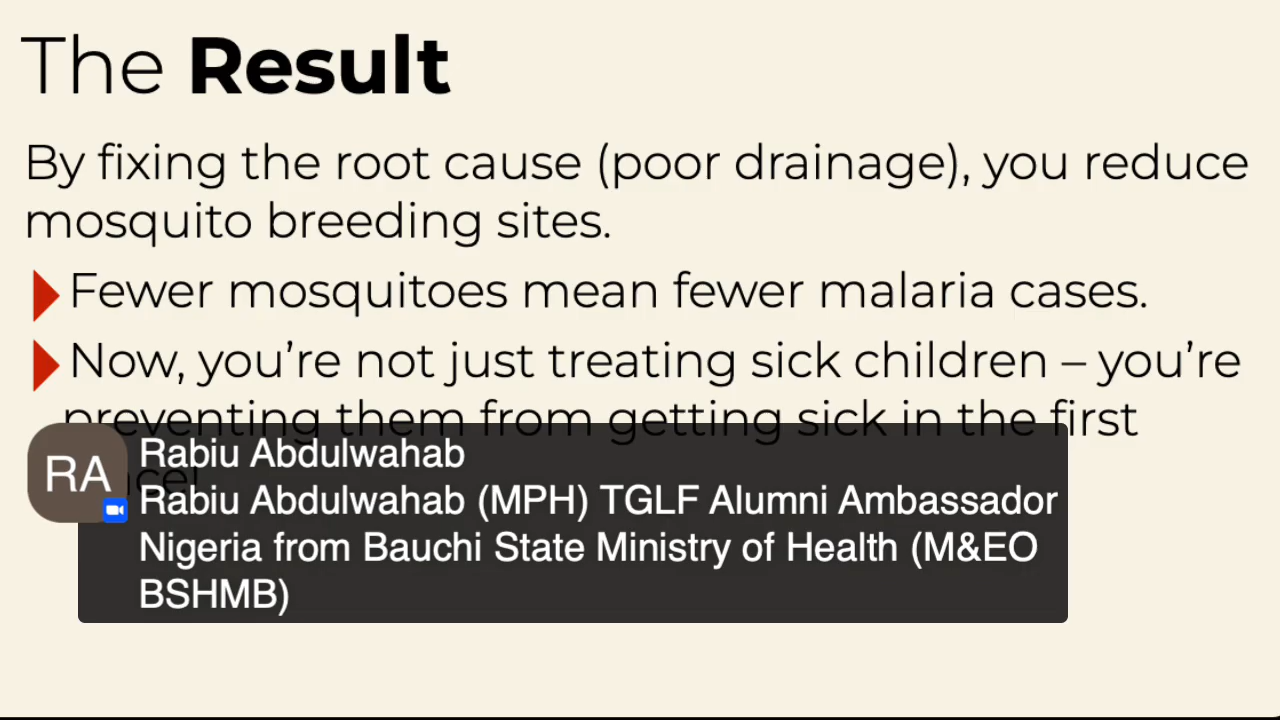 The Result
By fixing the root cause (poor drainage), you reduce
mosquito breeding sites.
Fewer mosquitoes mean fewer malaria cases.
Now, you’re not just treating sick children – you’re
preventing them from getting sick in the first
RA
Rabiu Abdulwahab
Rabiu Abdulwahab (MPH) TGLF Alumni Ambassador
Nigeria from Bauchi State Ministry of Health (M&EO
BSHMB)